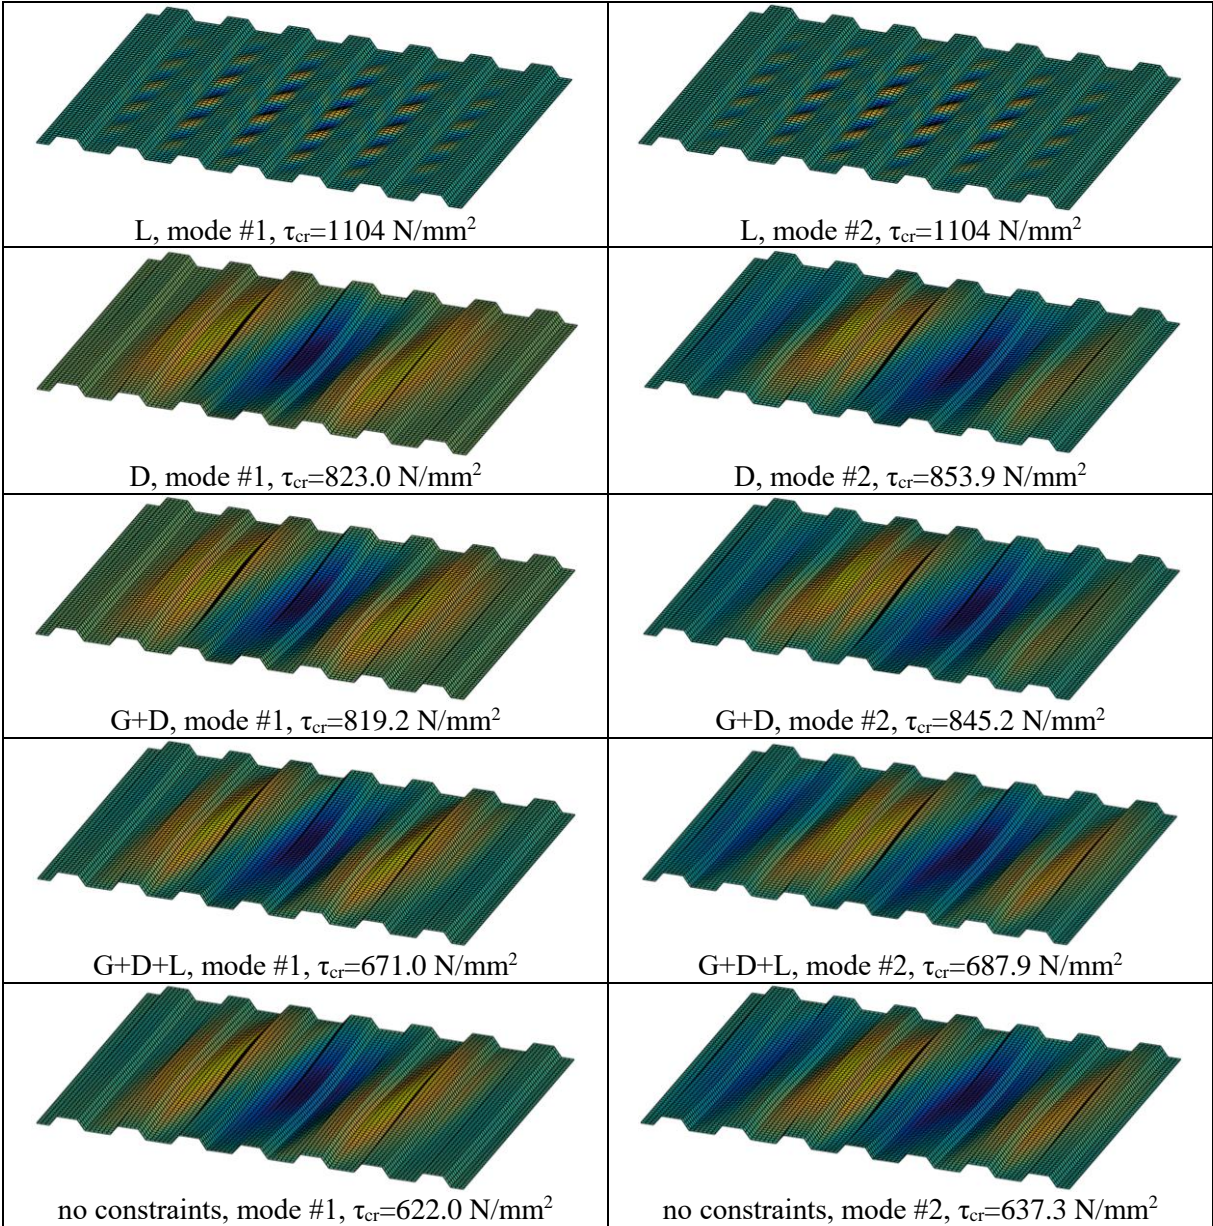 L, mode #1, τcr=1104 N/mm²
L, mode #2, τcr=1104 N/mm²
D, mode #1, τcr=823.0 N/mm²
D, mode #2, τcr=853.9 N/mm²
G+D, mode #1, τcr=819.2 N/mm²
G+D, mode #2, τcr=845.2 N/mm²
G+D+L, mode #1, τcr=671.0 N/mm²
G+D+L, mode #2, τcr=687.9 N/mm²
no constraints, mode #1, τcr=622.0 N/mm²
no constraints, mode #2, τcr=637.3 N/mm²